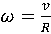 ω = v/R